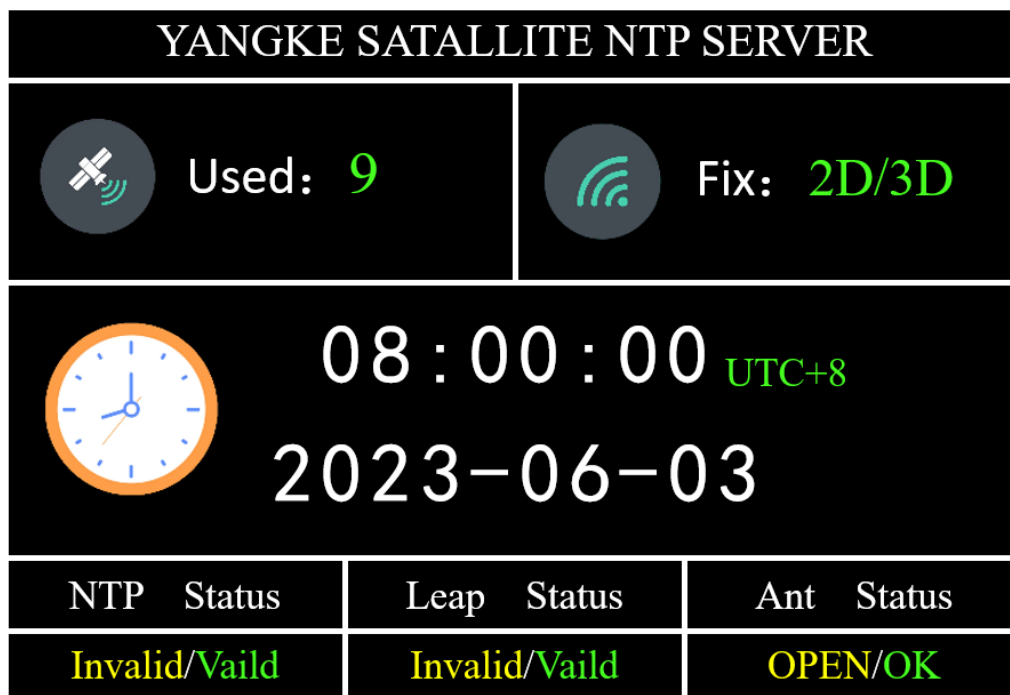 YANGKE SATALLITE NTP SERVER
Used： 9
Fix： 2D/3D
08:00:00 UTC+8
2023-06-03
NTP Status
Leap Status
Ant Status
Invalid/Vaild
Invalid/Vaild
OPEN/OK